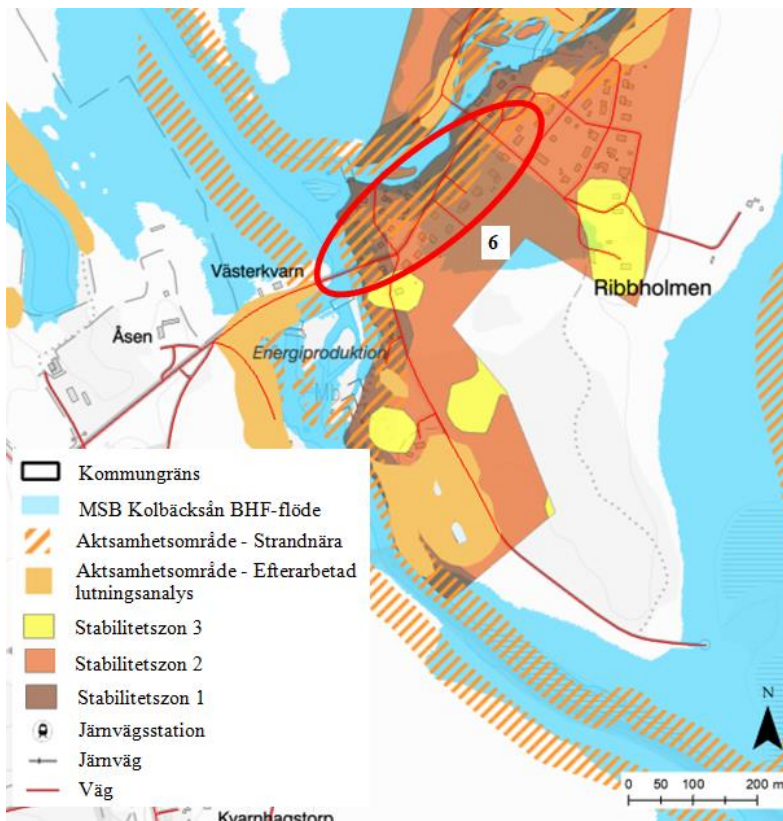 6
Västerkvarn
Ribbholmen
Åsen
Energiproduktion
Kommungräns
MSB Kolbäcksån BHF-flöde
Aktsamhetsområde - Strandnära
Aktsamhetsområde - Efterarbetad
lutningsanalys
Stabilitetszon 3
Stabilitetszon 2
Stabilitetszon 1
Järnvägsstation
Järnväg
Väg
N
0 50 100 200 m
Kvarnhagstorp